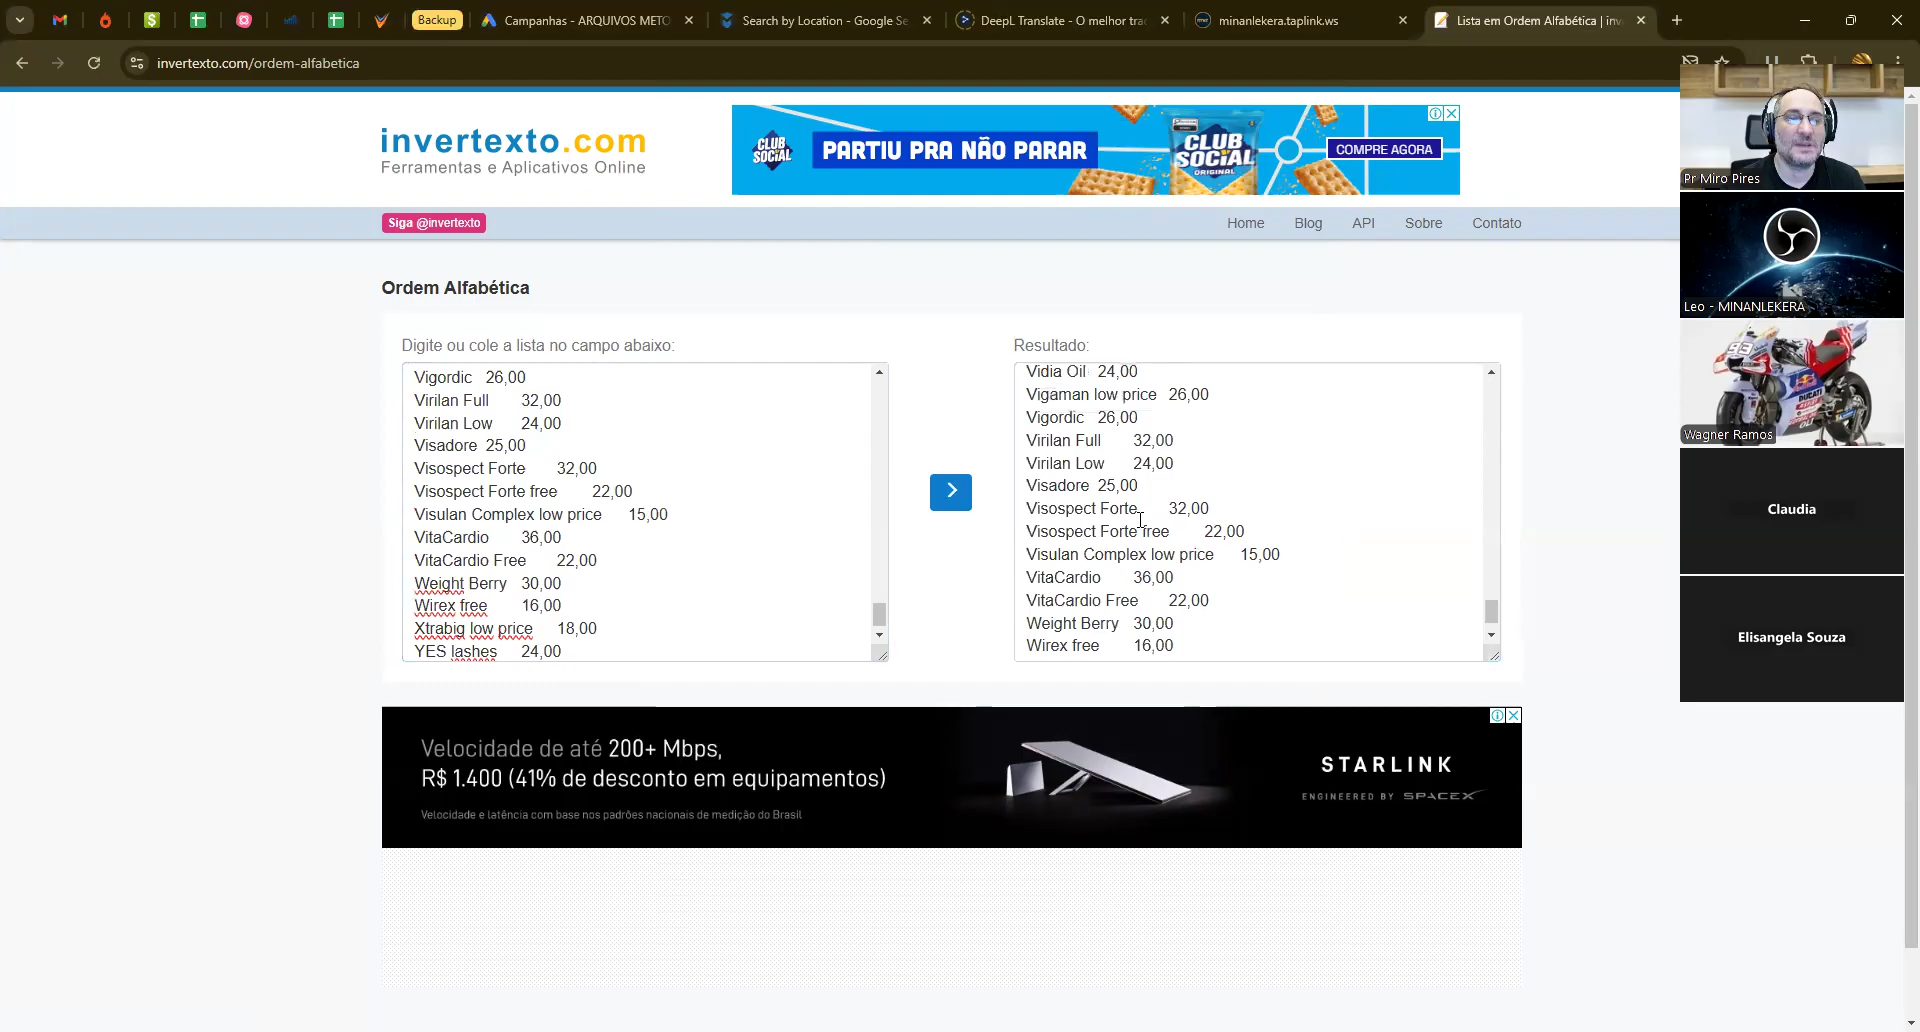 Backup
Campanhas - ARQUIVOS METO
Search by Location - Google Se
DeepL Translate - O melhor tra
minanlekera.taplink.ws
Lista em Ordem Alfabética | inv
invertexto.com/ordem-alfabetica
invertexto.com
Ferramentas e Aplicativos Online
CLUB SOCIAL
PARTIU PRA NÃO PARAR
CLUB SOCIAL
ORIGINAL
COMPRE AGORA
Siga @invertexto
Home
Blog
API
Sobre
Contato
Ordem Alfabética
Digite ou cole a lista no campo abaixo:
Vigordic 26,00
Virilan Full 32,00
Virilan Low 24,00
Visadore 25,00
Visospect Forte 32,00
Visospect Forte free 22,00
Visulan Complex low price 15,00
VitaCardio 36,00
VitaCardio Free 22,00
Weight Berry 30,00
Wirex free 16,00
Xtrabig low price 18,00
YES lashes 24,00
Resultado:
Vidia Oil 24,00
Vigaman low price 26,00
Vigordic 26,00
Virilan Full 32,00
Virilan Low 24,00
Visadore 25,00
Visospect Forte 32,00
Visospect Forte free 22,00
Visulan Complex low price 15,00
VitaCardio 36,00
VitaCardio Free 22,00
Weight Berry 30,00
Wirex free 16,00
Velocidade de até 200+ Mbps,
R$ 1.400 (41% de desconto em equipamentos)
Velocidade e latência com base nos padrões nacionais de medição do Brasil
STARLINK
ENGINEERED BY SPACEX
Pr Miro Pires
Leo - MINANLEKERA
93
DUCATI
Wagner Ramos
Claudia
Elisangela Souza